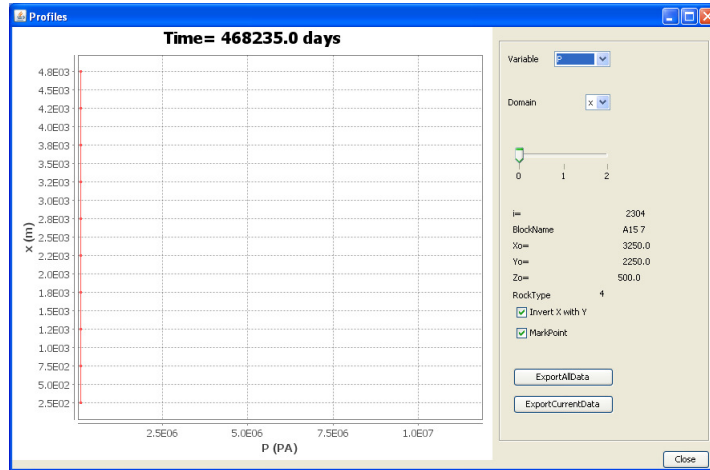 Profiles
Time= 468235.0 days
4.8E03
4.5E03
4.2E03
4.0E03
3.8E03
3.5E03
3.2E03
3.0E03
2.8E03
2.5E03
2.2E03
2.0E03
1.8E03
1.5E03
1.2E03
1.0E03
7.5E02
5.0E02
2.5E02
x (m)
2.5E06 5.0E06 7.5E06 1.0E07
P (PA)
Variable P
Domain x
0 1 2
i= 2304
BlockName A15 7
Xo= 3250.0
Yo= 2250.0
Zo= 500.0
RockType 4
Invert X with Y
MarkPoint
ExportAllData
ExportCurrentData
Close